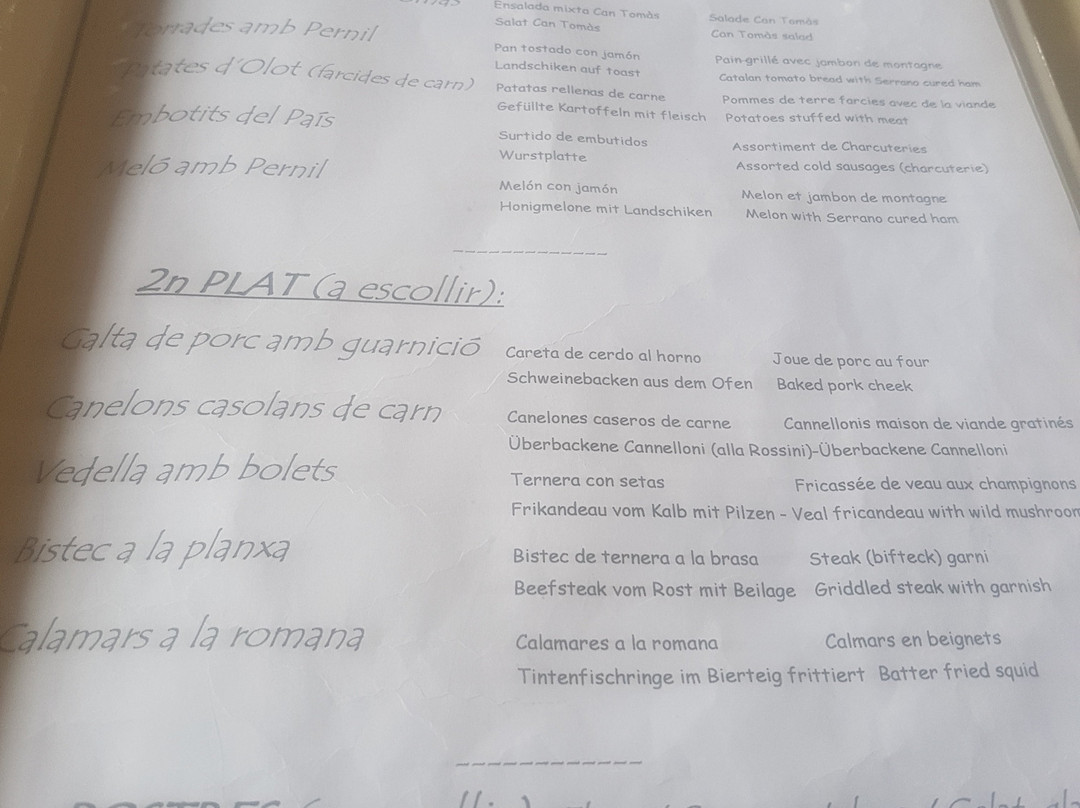 Ensalada mixta Can Tomàs Salade Can Tomàs
Salat Can Tomàs Can Tomàs salad
Torrades amb Pernil
Pan tostado con jamón Pain grillé avec jambon de montagne
Landschiken auf toast Catalan tomato bread with Serrano cured ham
Patates d'Olot (farcides de carn)
Patatas rellenas de carne Pommes de terre farcies avec de la viande
Gefüllte Kartoffeln mit fleisch Potatoes stuffed with meat
Embotits del País
Surtido de embutidos Assortiment de Charcuteries
Wurstplatte Assorted cold sausages (charcuterie)
Meló amb Pernil
Melón con jamón Melon et jambon de montagne
Honigmelone mit Landschiken Melon with Serrano cured ham
-------------
2n PLAT (a escollir):
Galta de porc amb guarnició
Careta de cerdo al horno Joue de porc au four
Schweinebacken aus dem Ofen Baked pork cheek
Canelons casolans de carn
Canelones caseros de carne Cannellonis maison de viande gratinés
Überbackene Cannelloni (alla Rossini)-Überbackene Cannelloni
Vedella amb bolets
Ternera con setas Fricassée de veau aux champignons
Frikandeau vom Kalb mit Pilzen - Veal fricandeau with wild mushroom
Bistec a la planxa
Bistec de ternera a la brasa Steak (bifteck) garni
Beefsteak vom Rost mit Beilage Griddled steak with garnish
Calamars a la romana
Calamares a la romana Calmars en beignets
Tintenfischringe im Bierteig frittiert Batter fried squid
------------